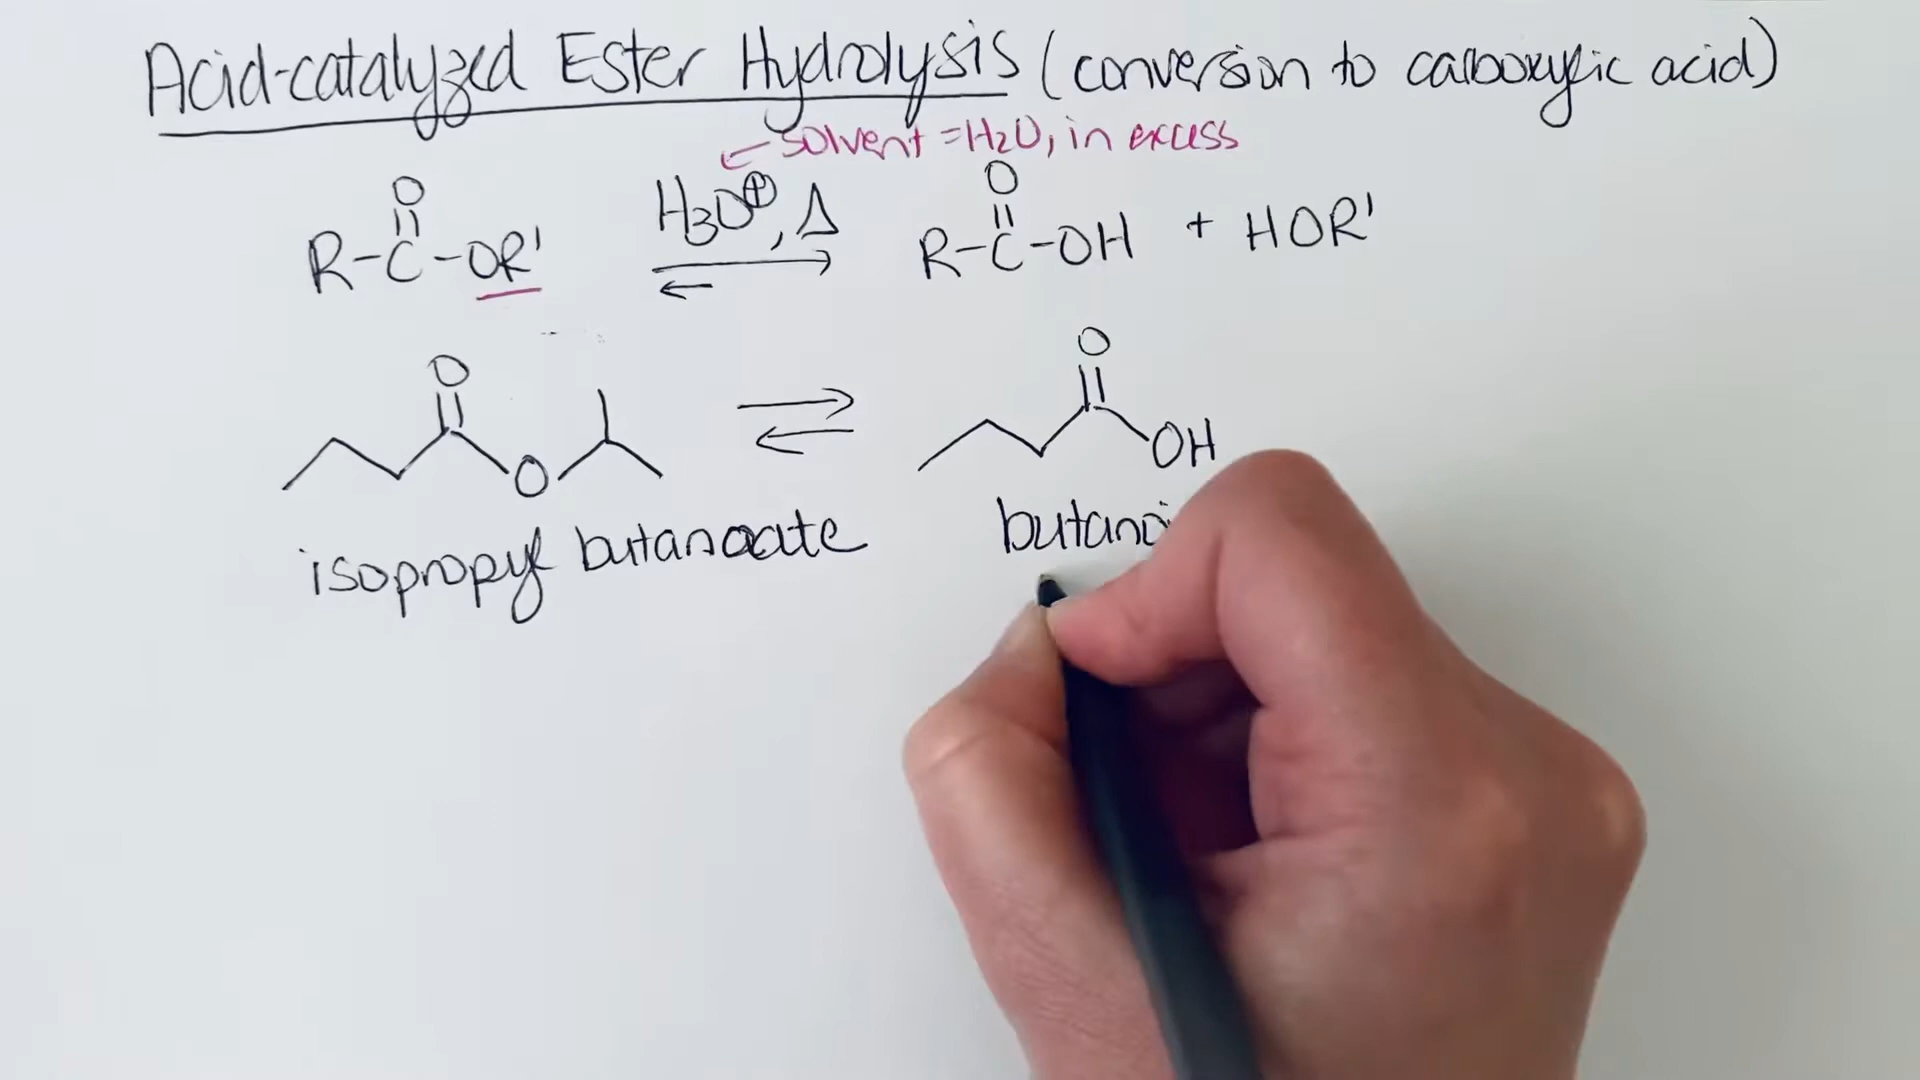 Acid-catalyzed Ester Hydrolysis (conversion to carboxylic acid)
solvent = H2O, in excess
O O
H3O⊕, Δ
R-C-OR' R-C-OH + HOR'
O O
O OH
isopropyl butanoate butanoi